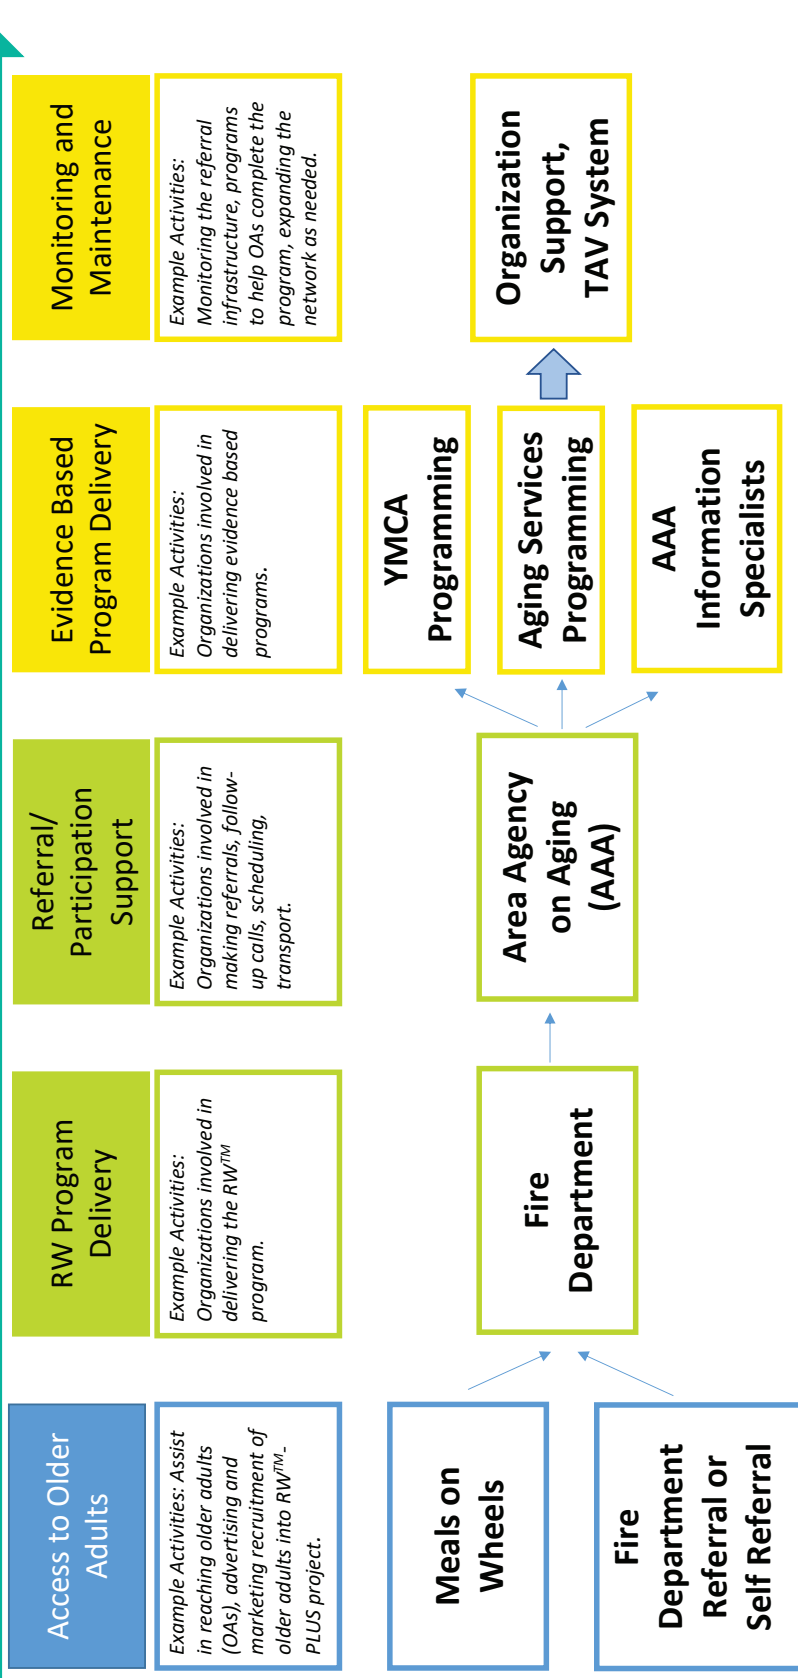 Access to Older
Adults
Example Activities: Assist
in reaching older adults
(OAs), advertising and
marketing recruitment of
older adults into RW™-
PLUS project.
Meals on
Wheels
Fire
Department
Referral or
Self Referral
RW Program
Delivery
Example Activities:
Organizations involved in
delivering the RW™
program.
Fire
Department
Referral/
Participation
Support
Example Activities:
Organizations involved in
making referrals, follow-
up calls, scheduling,
transport.
Area Agency
on Aging
(AAA)
Evidence Based
Program Delivery
Example Activities:
Organizations involved in
delivering evidence based
programs.
YMCA
Programming
Aging Services
Programming
AAA
Information
Specialists
Monitoring and
Maintenance
Example Activities:
Monitoring the referral
infrastructure, programs
to help OAs complete the
program, expanding the
network as needed.
Organization
Support,
TAV System